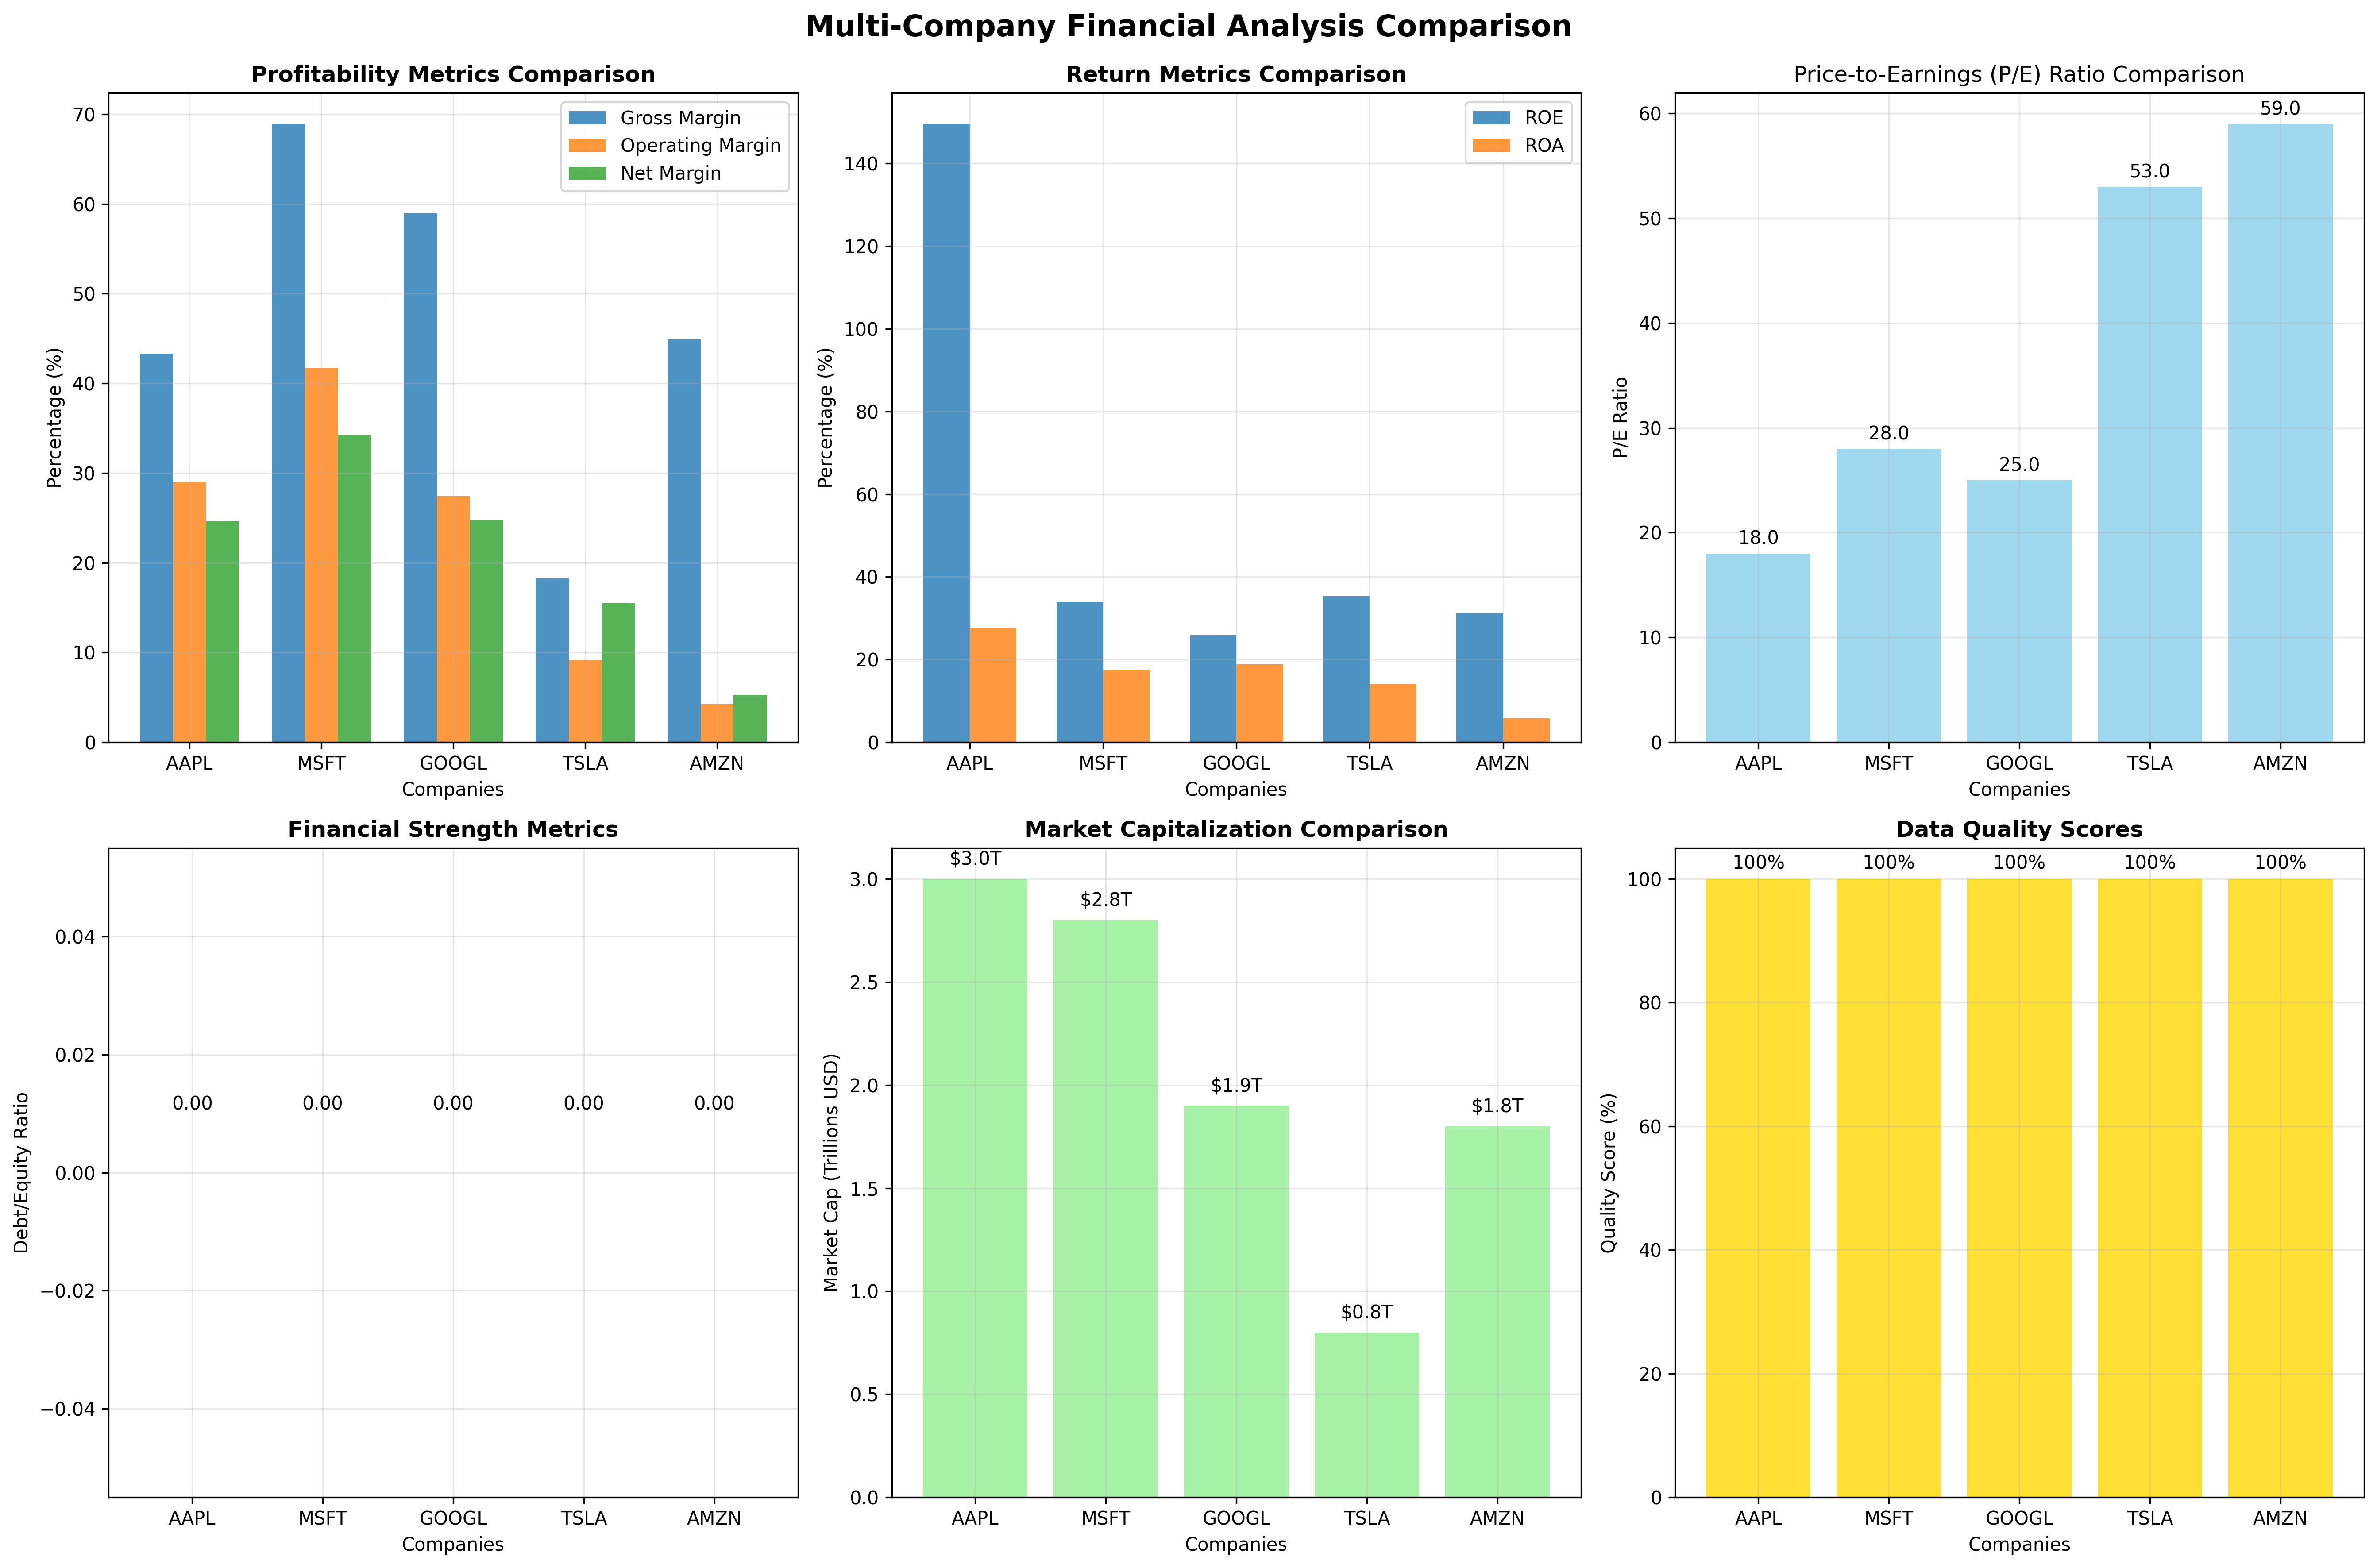 Multi-Company Financial Analysis Comparison
Profitability Metrics Comparison
Percentage (%)
70
60
50
40
30
20
10
0
Gross Margin
Operating Margin
Net Margin
AAPL MSFT GOOGL TSLA AMZN
Companies
Return Metrics Comparison
Percentage (%)
140
120
100
80
60
40
20
0
ROE
ROA
AAPL MSFT GOOGL TSLA AMZN
Companies
Price-to-Earnings (P/E) Ratio Comparison
P/E Ratio
60
50
40
30
20
10
0
18.0 28.0 25.0 53.0 59.0
AAPL MSFT GOOGL TSLA AMZN
Companies
Financial Strength Metrics
Debt/Equity Ratio
0.04
0.02
0.00
−0.02
−0.04
0.00 0.00 0.00 0.00 0.00
AAPL MSFT GOOGL TSLA AMZN
Companies
Market Capitalization Comparison
Market Cap (Trillions USD)
3.0
2.5
2.0
1.5
1.0
0.5
0.0
$3.0T $2.8T $1.9T $0.8T $1.8T
AAPL MSFT GOOGL TSLA AMZN
Companies
Data Quality Scores
Quality Score (%)
100
80
60
40
20
0
100% 100% 100% 100% 100%
AAPL MSFT GOOGL TSLA AMZN
Companies